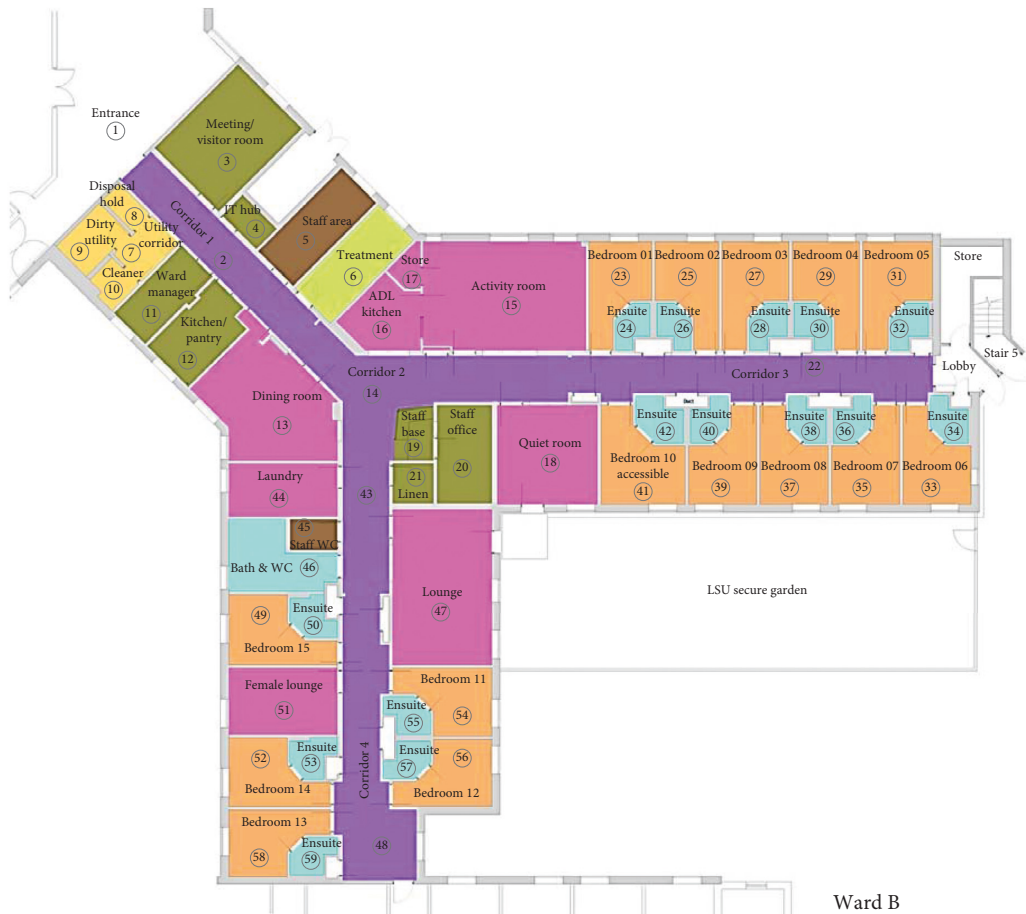 Entrance
1
Meeting/
visitor room
3
Disposal
hold
8
Corridor 1
2
IT hub
4
Staff area
5
Dirty
utility
9
7
Utility
corridor
Cleaner
10
Ward
manager
11
Treatment
6
Store
17
ADL
kitchen
16
Activity room
15
Bedroom 01
23
Ensuite
24
Bedroom 02
25
Ensuite
26
Bedroom 03
27
Ensuite
28
Bedroom 04
29
Ensuite
30
Bedroom 05
31
Ensuite
32
Store
Stair 5
Lobby
Kitchen/
pantry
12
Corridor 2
14
Corridor 3
22
Dining room
13
Staff
base
19
Staff
office
20
21
Linen
Quiet room
18
Duct
Ensuite
42
Bedroom 10
accessible
41
Ensuite
40
Bedroom 09
39
Ensuite
38
Bedroom 08
37
Ensuite
36
Bedroom 07
35
Ensuite
34
Bedroom 06
33
Laundry
44
43
45
Staff WC
Bath & WC
46
Lounge
47
LSU secure garden
49
Ensuite
50
Bedroom 15
Female lounge
51
Bedroom 11
54
Ensuite
55
52
Ensuite
53
Bedroom 14
Corridor 4
Ensuite
57
56
Bedroom 12
Bedroom 13
58
Ensuite
59
48
Ward B